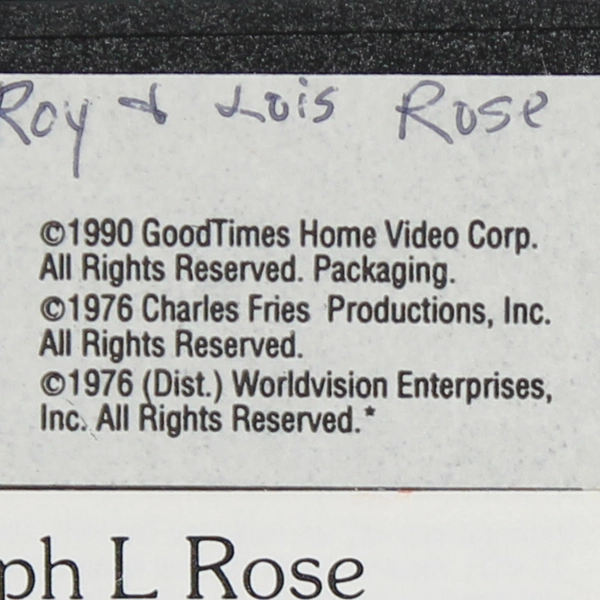 Roy & Lois Rose
©1990 GoodTimes Home Video Corp.
All Rights Reserved. Packaging.
©1976 Charles Fries Productions, Inc.
All Rights Reserved.
©1976 (Dist.) Worldvision Enterprises,
Inc. All Rights Reserved.*
ph L Rose